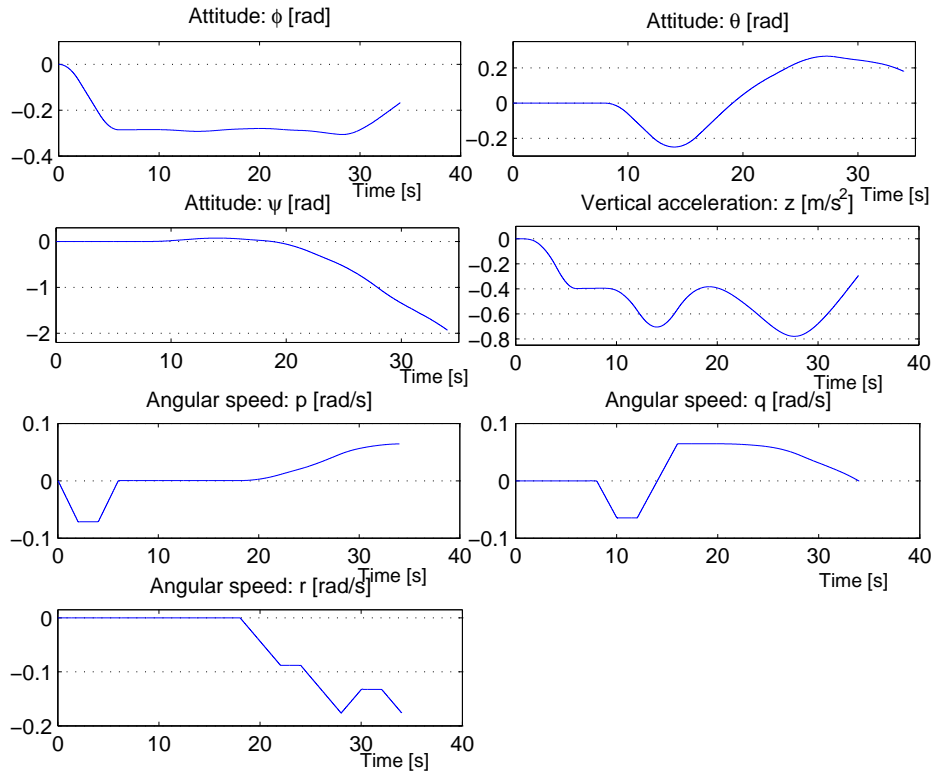 Attitude: φ [rad]
0
−0.2
−0.4
0 10 20 30 40
Time [s]
Attitude: θ [rad]
0.2
0
−0.2
0 10 20 30 40
Time [s]
Attitude: ψ [rad]
0
−1
−2
0 10 20 30
Time [s]
Vertical acceleration: z [m/s²]
0
−0.2
−0.4
−0.6
−0.8
0 10 20 30 40
Time [s]
Angular speed: p [rad/s]
0.1
0
−0.1
0 10 20 30 40
Time [s]
Angular speed: q [rad/s]
0.1
0
−0.1
0 10 20 30 40
Time [s]
Angular speed: r [rad/s]
0
−0.1
−0.2
0 10 20 30 40
Time [s]